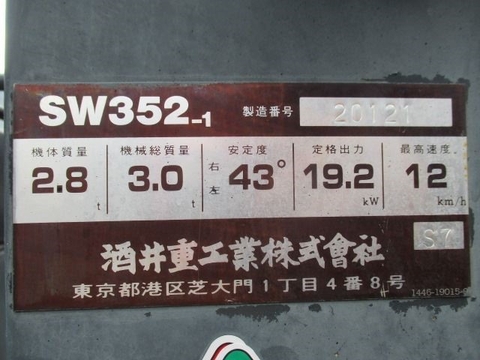 SW352-1 製造番号 20121
機体質量 機械総質量 安定度 定格出力 最高速度
2.8 t 3.0 t 右左 43° 19.2 kW 12 km/h
酒井重工業株式會社 S7
東京都港区芝大門1丁目4番8号 1446-19015-0